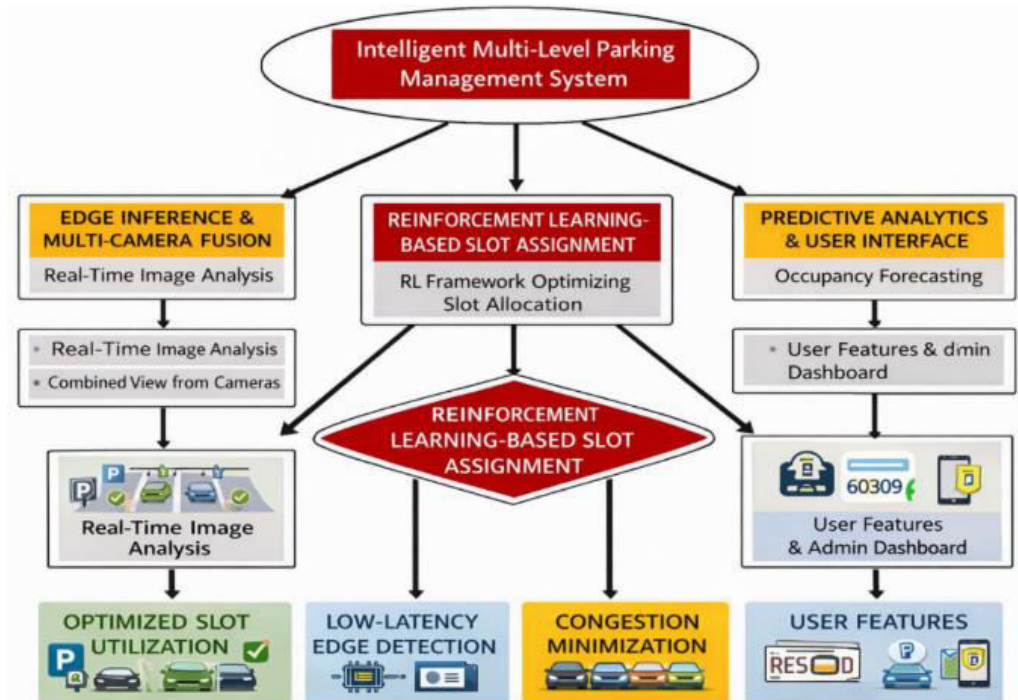 Intelligent Multi-Level Parking
Management System
EDGE INFERENCE &
MULTI-CAMERA FUSION
Real-Time Image Analysis
REINFORCEMENT LEARNING-
BASED SLOT ASSIGNMENT
RL Framework Optimizing
Slot Allocation
PREDICTIVE ANALYTICS
& USER INTERFACE
Occupancy Forecasting
• Real-Time Image Analysis
• Combined View from Cameras
• User Features & dmin
Dashboard
REINFORCEMENT
LEARNING-BASED SLOT
ASSIGNMENT
P
P
Real-Time Image
Analysis
60309
User Features
& Admin Dashboard
OPTIMIZED SLOT
UTILIZATION
P
LOW-LATENCY
EDGE DETECTION
CONGESTION
MINIMIZATION
USER FEATURES
P